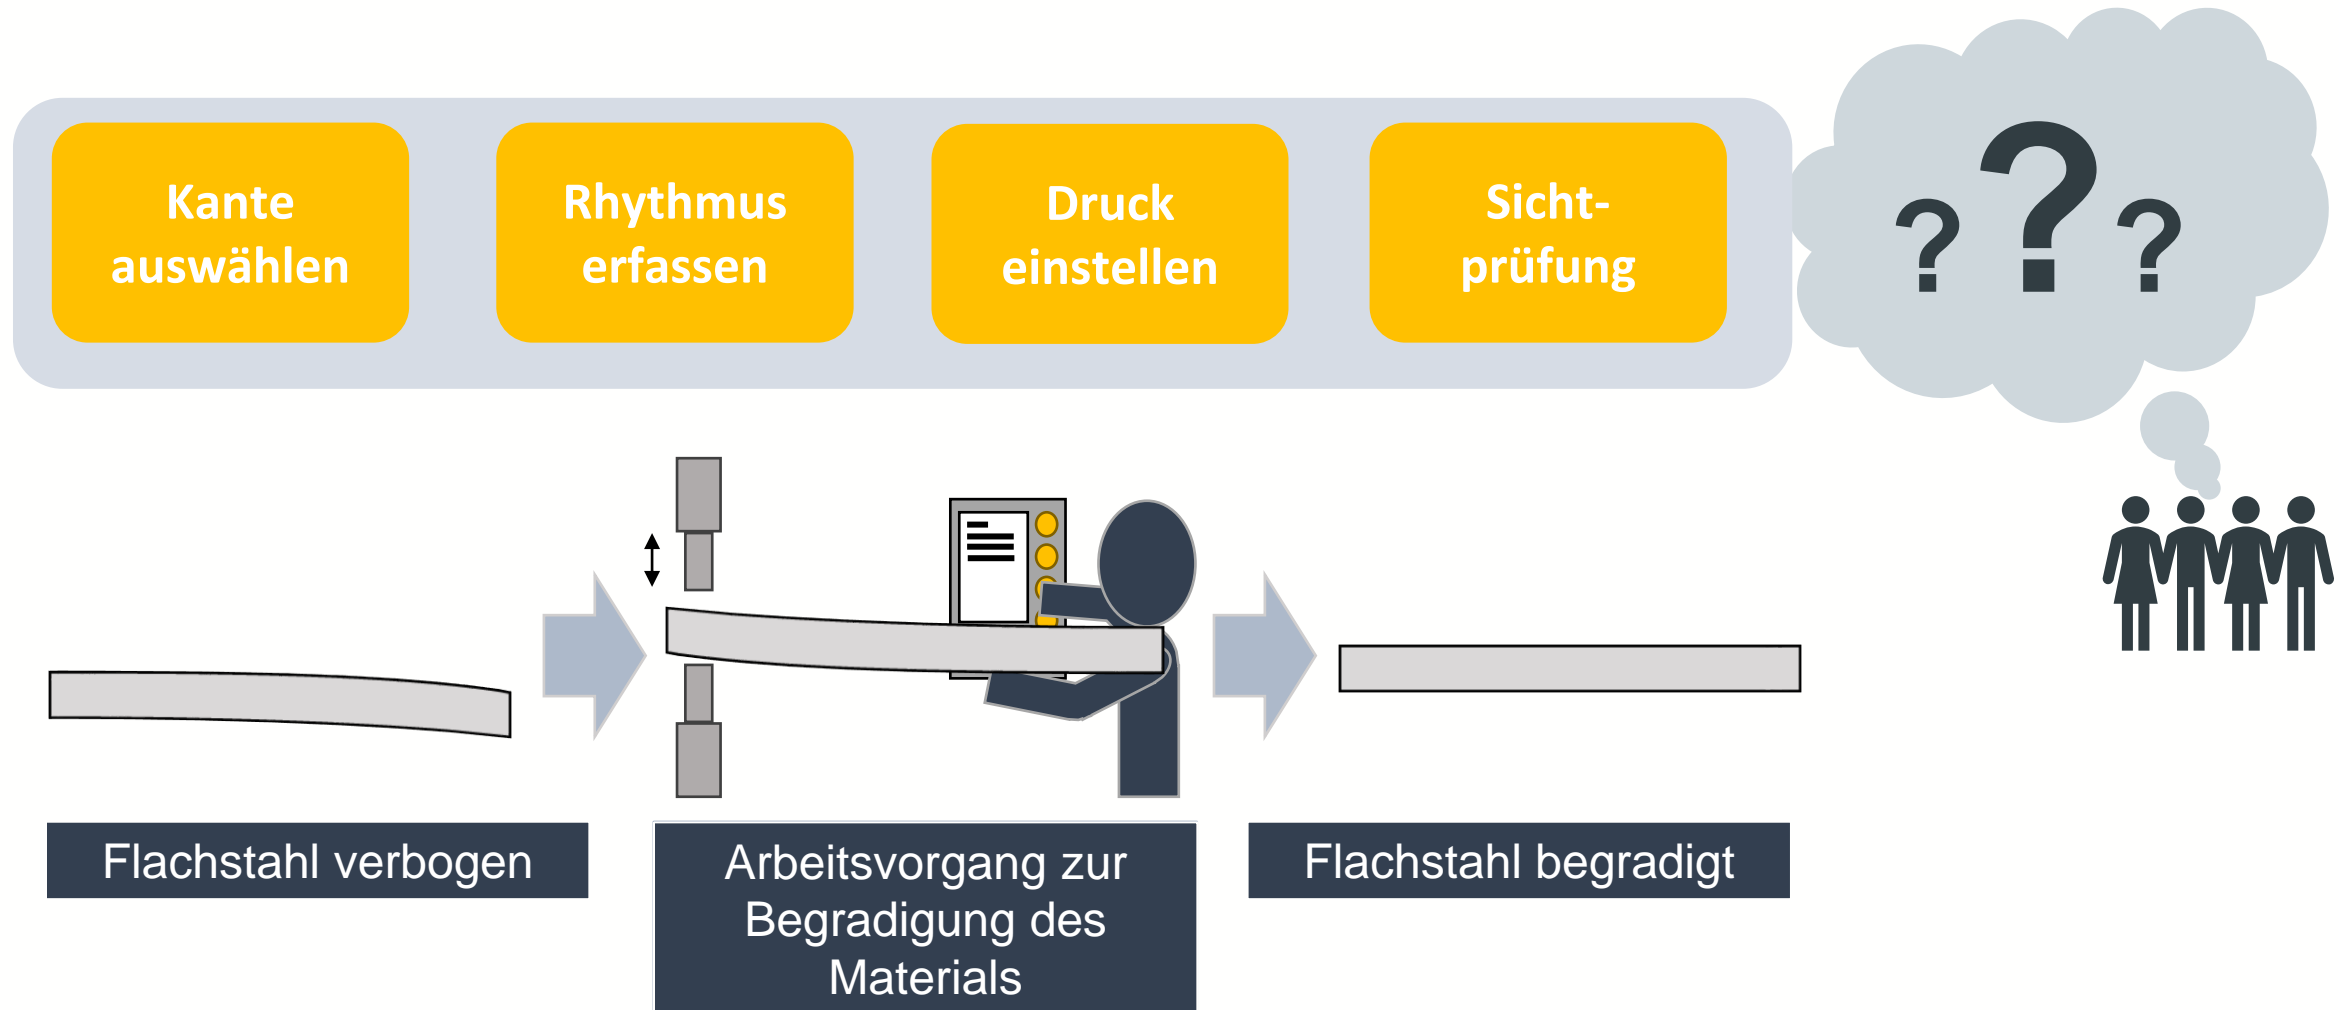 Kante
auswählen
Rhythmus
erfassen
Druck
einstellen
Sicht-
prüfung
? ? ?
Flachstahl verbogen
Arbeitsvorgang zur
Begradigung des
Materials
Flachstahl begradigt